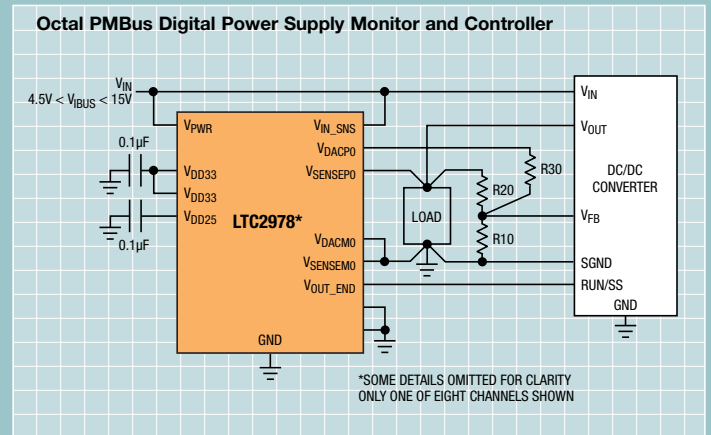 Octal PMBus Digital Power Supply Monitor and Controller
VIN
4.5V < VIBUS < 15V
0.1µF
0.1µF
VPWR
VDD33
VDD33
VDD25
LTC2978*
GND
VIN_SNS
VDACP0
VSENSEP0
VDACM0
VSENSEM0
VOUT_END
LOAD
R20
R30
R10
VIN
VOUT
DC/DC
CONVERTER
VFB
SGND
RUN/SS
GND
*SOME DETAILS OMITTED FOR CLARITY
ONLY ONE OF EIGHT CHANNELS SHOWN